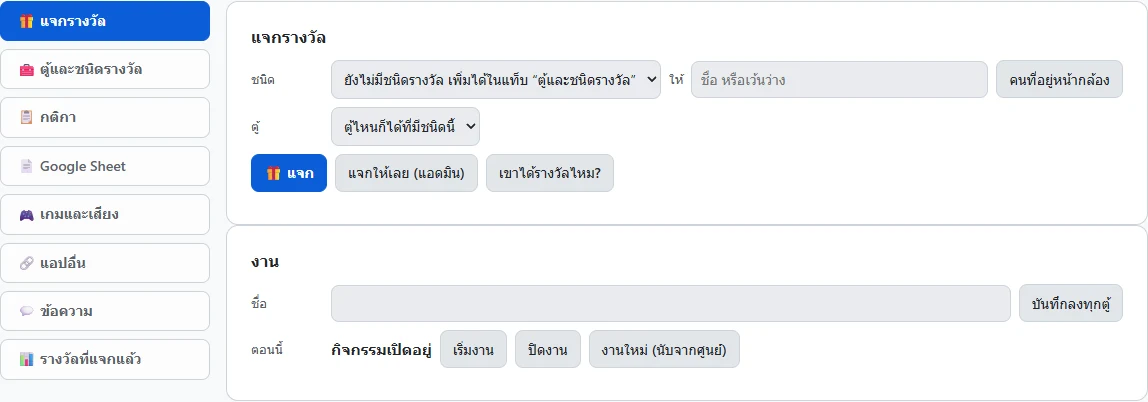 แจกรางวัล
ตู้และชนิดรางวัล
กติกา
Google Sheet
เกมและเสียง
แอปอื่น
ข้อความ
รางวัลที่แจกแล้ว
แจกรางวัล
ชนิด ยังไม่มีชนิดรางวัล เพิ่มได้ในแท็บ “ตู้และชนิดรางวัล” ให้ ชื่อ หรือเว้นว่าง คนที่อยู่หน้ากล้อง
ตู้ ตู้ไหนก็ได้ที่มีชนิดนี้
แจก แจกให้เลย (แอดมิน) เขาได้รางวัลไหม?
งาน
ชื่อ บันทึกลงทุกตู้
ตอนนี้ กิจกรรมเปิดอยู่ เริ่มงาน ปิดงาน งานใหม่ (นับจากศูนย์)